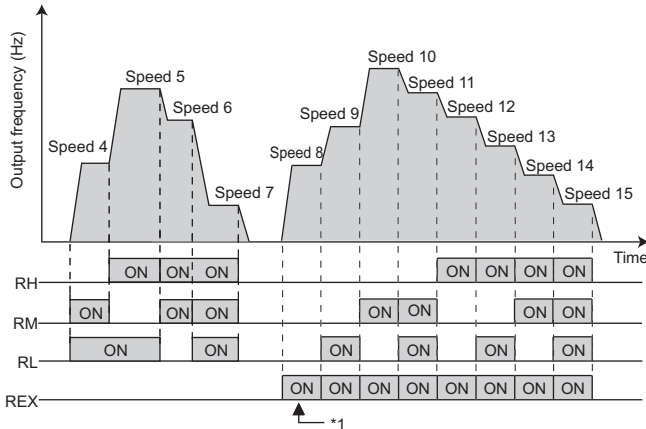 Output frequency (Hz)
Speed 4
Speed 5
Speed 6
Speed 7
Speed 8
Speed 9
Speed 10
Speed 11
Speed 12
Speed 13
Speed 14
Speed 15
Time
RH
ON ON ON ON ON ON ON
RM
ON ON ON ON ON ON ON
RL
ON ON ON ON ON ON
REX
ON ON ON ON ON ON ON ON
*1